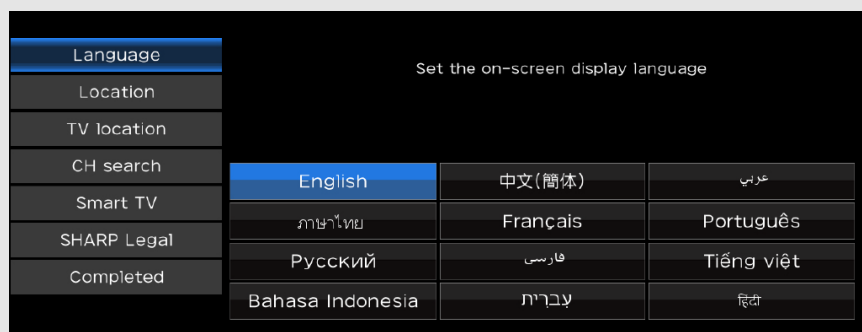 Language
Location
TV location
CH search
Smart TV
SHARP Legal
Completed
Set the on-screen display language
English 中文(簡体) عربي
ภาษาไทย Français Português
Русский فارسی Tiếng việt
Bahasa Indonesia עִבְרִית हिंदी